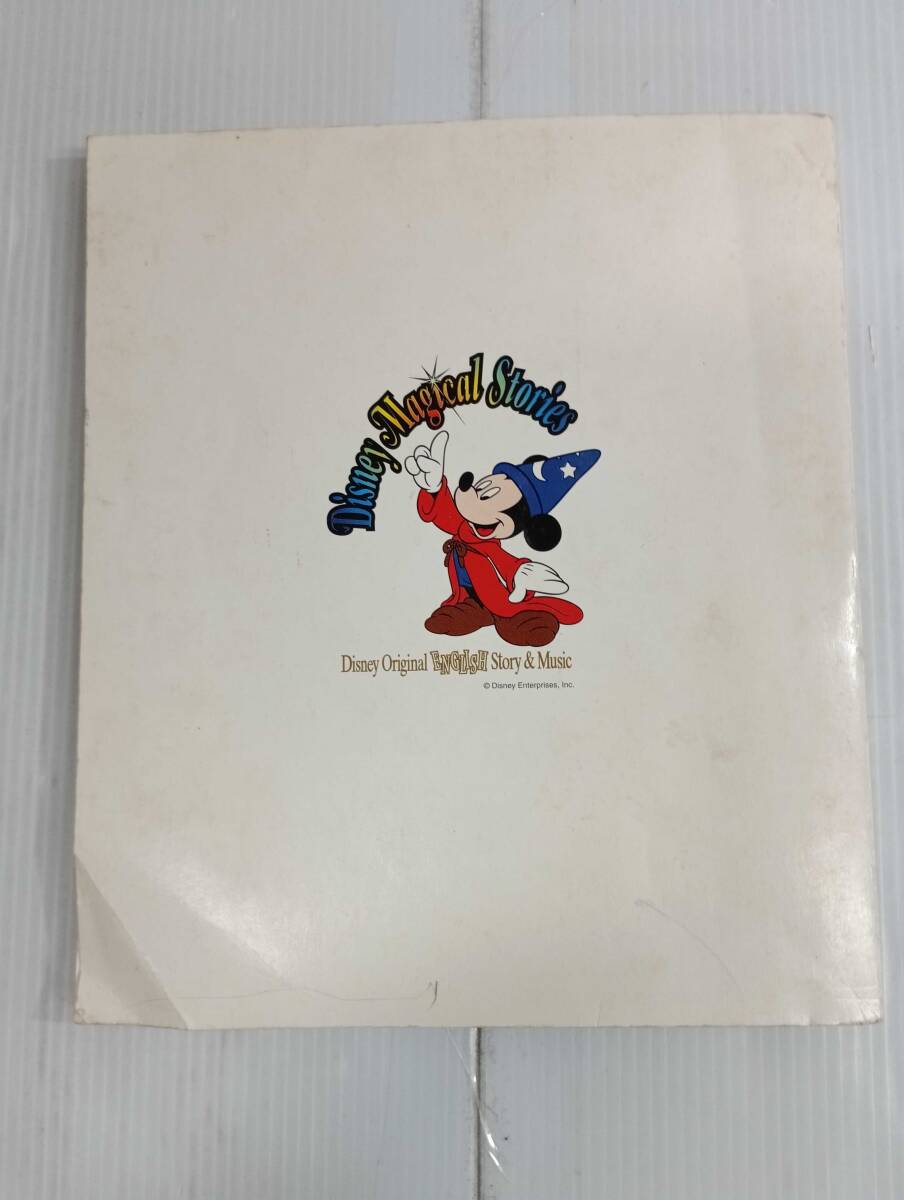 Disney Magical Stories
Disney Original ENGLISH Story & Music
© Disney Enterprises, Inc.